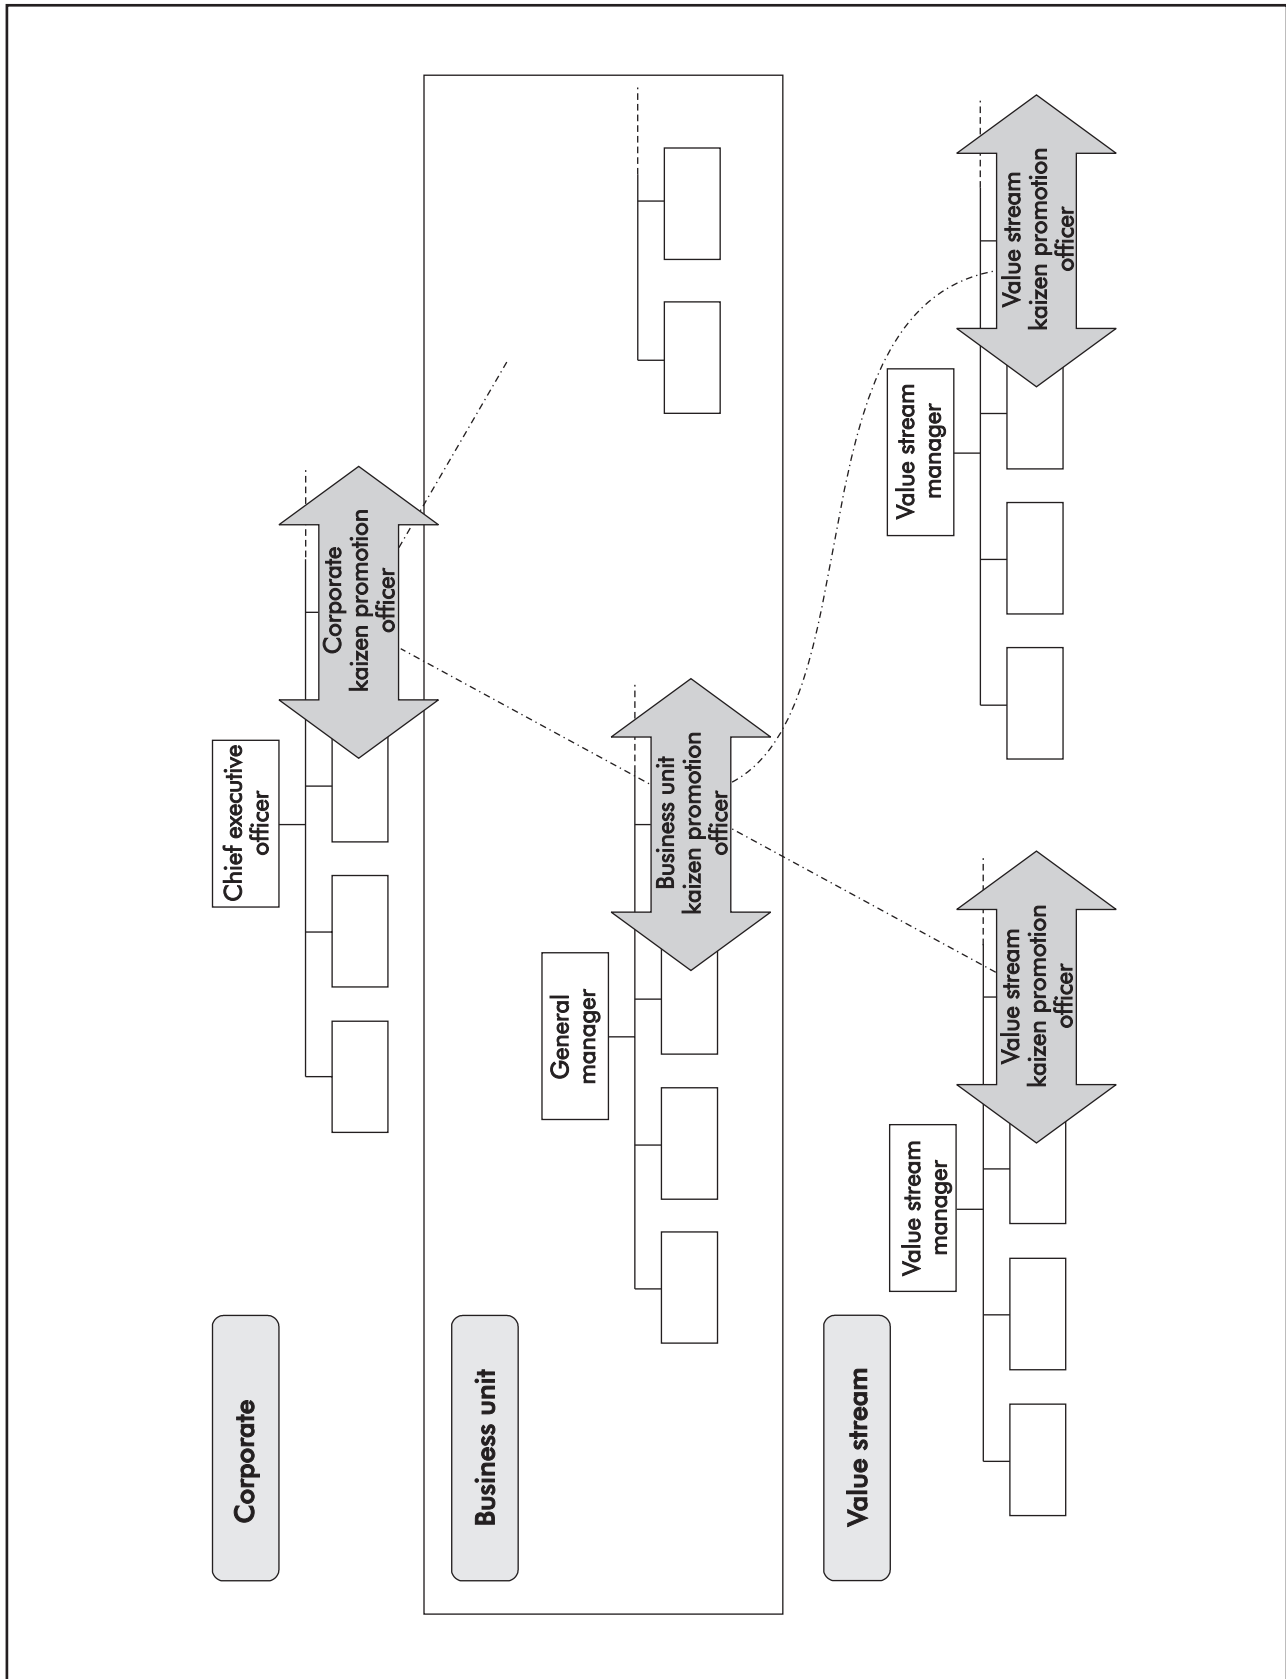 Corporate
Chief executive
officer
Corporate
kaizen promotion
officer
Business unit
General
manager
Business unit
kaizen promotion
officer
Value stream
Value stream
manager
Value stream
kaizen promotion
officer
Value stream
manager
Value stream
kaizen promotion
officer